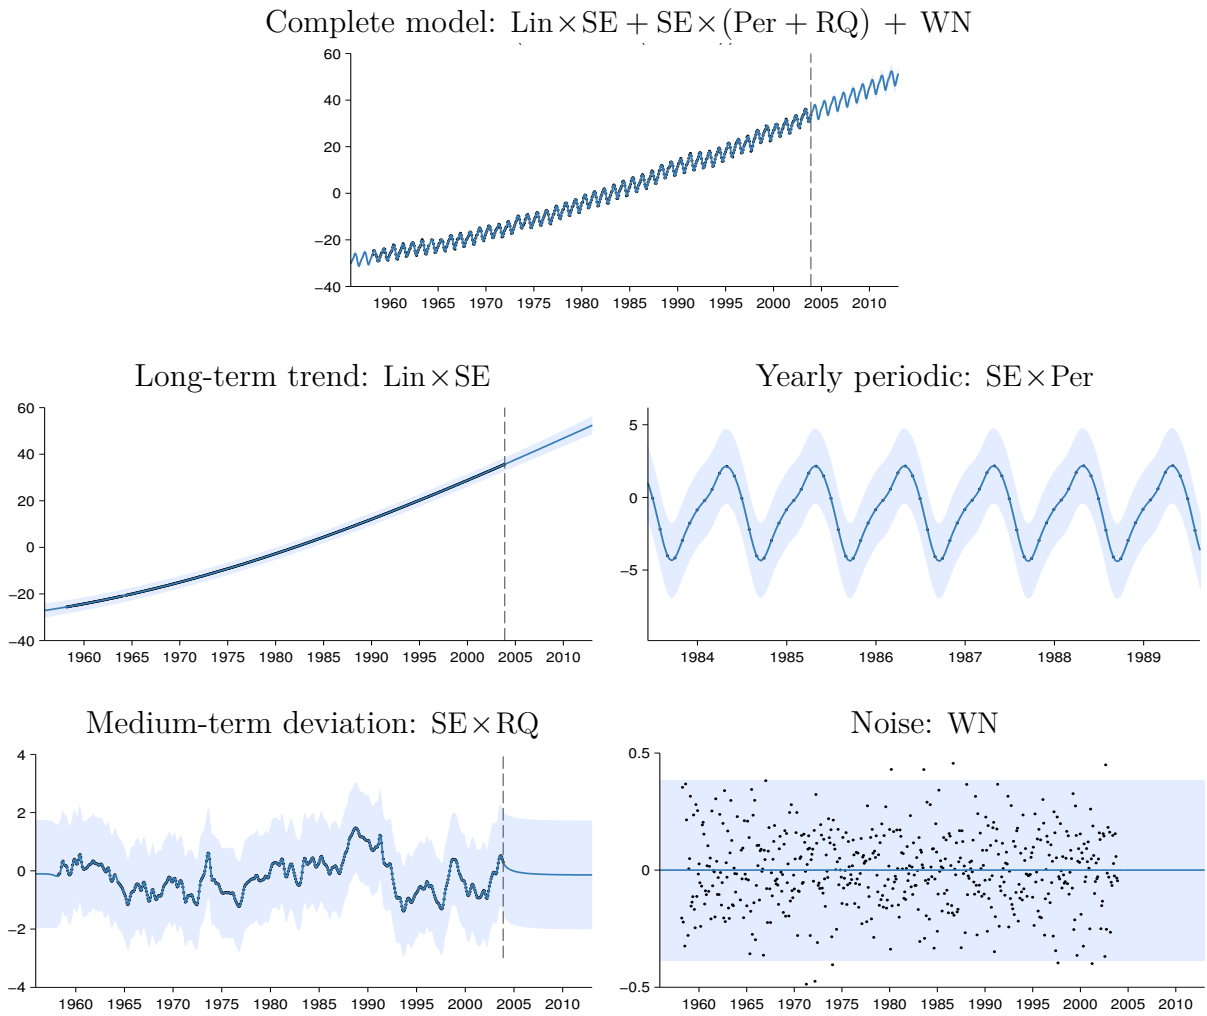 Complete model: Lin×SE + SE×(Per + RQ) + WN
60
40
20
0
−20
−40
1960 1965 1970 1975 1980 1985 1990 1995 2000 2005 2010
Long-term trend: Lin×SE
60
40
20
0
−20
−40
1960 1965 1970 1975 1980 1985 1990 1995 2000 2005 2010
Yearly periodic: SE×Per
5
0
−5
1984 1985 1986 1987 1988 1989
Medium-term deviation: SE×RQ
4
2
0
−2
−4
1960 1965 1970 1975 1980 1985 1990 1995 2000 2005 2010
Noise: WN
0.5
0
−0.5
1960 1965 1970 1975 1980 1985 1990 1995 2000 2005 2010